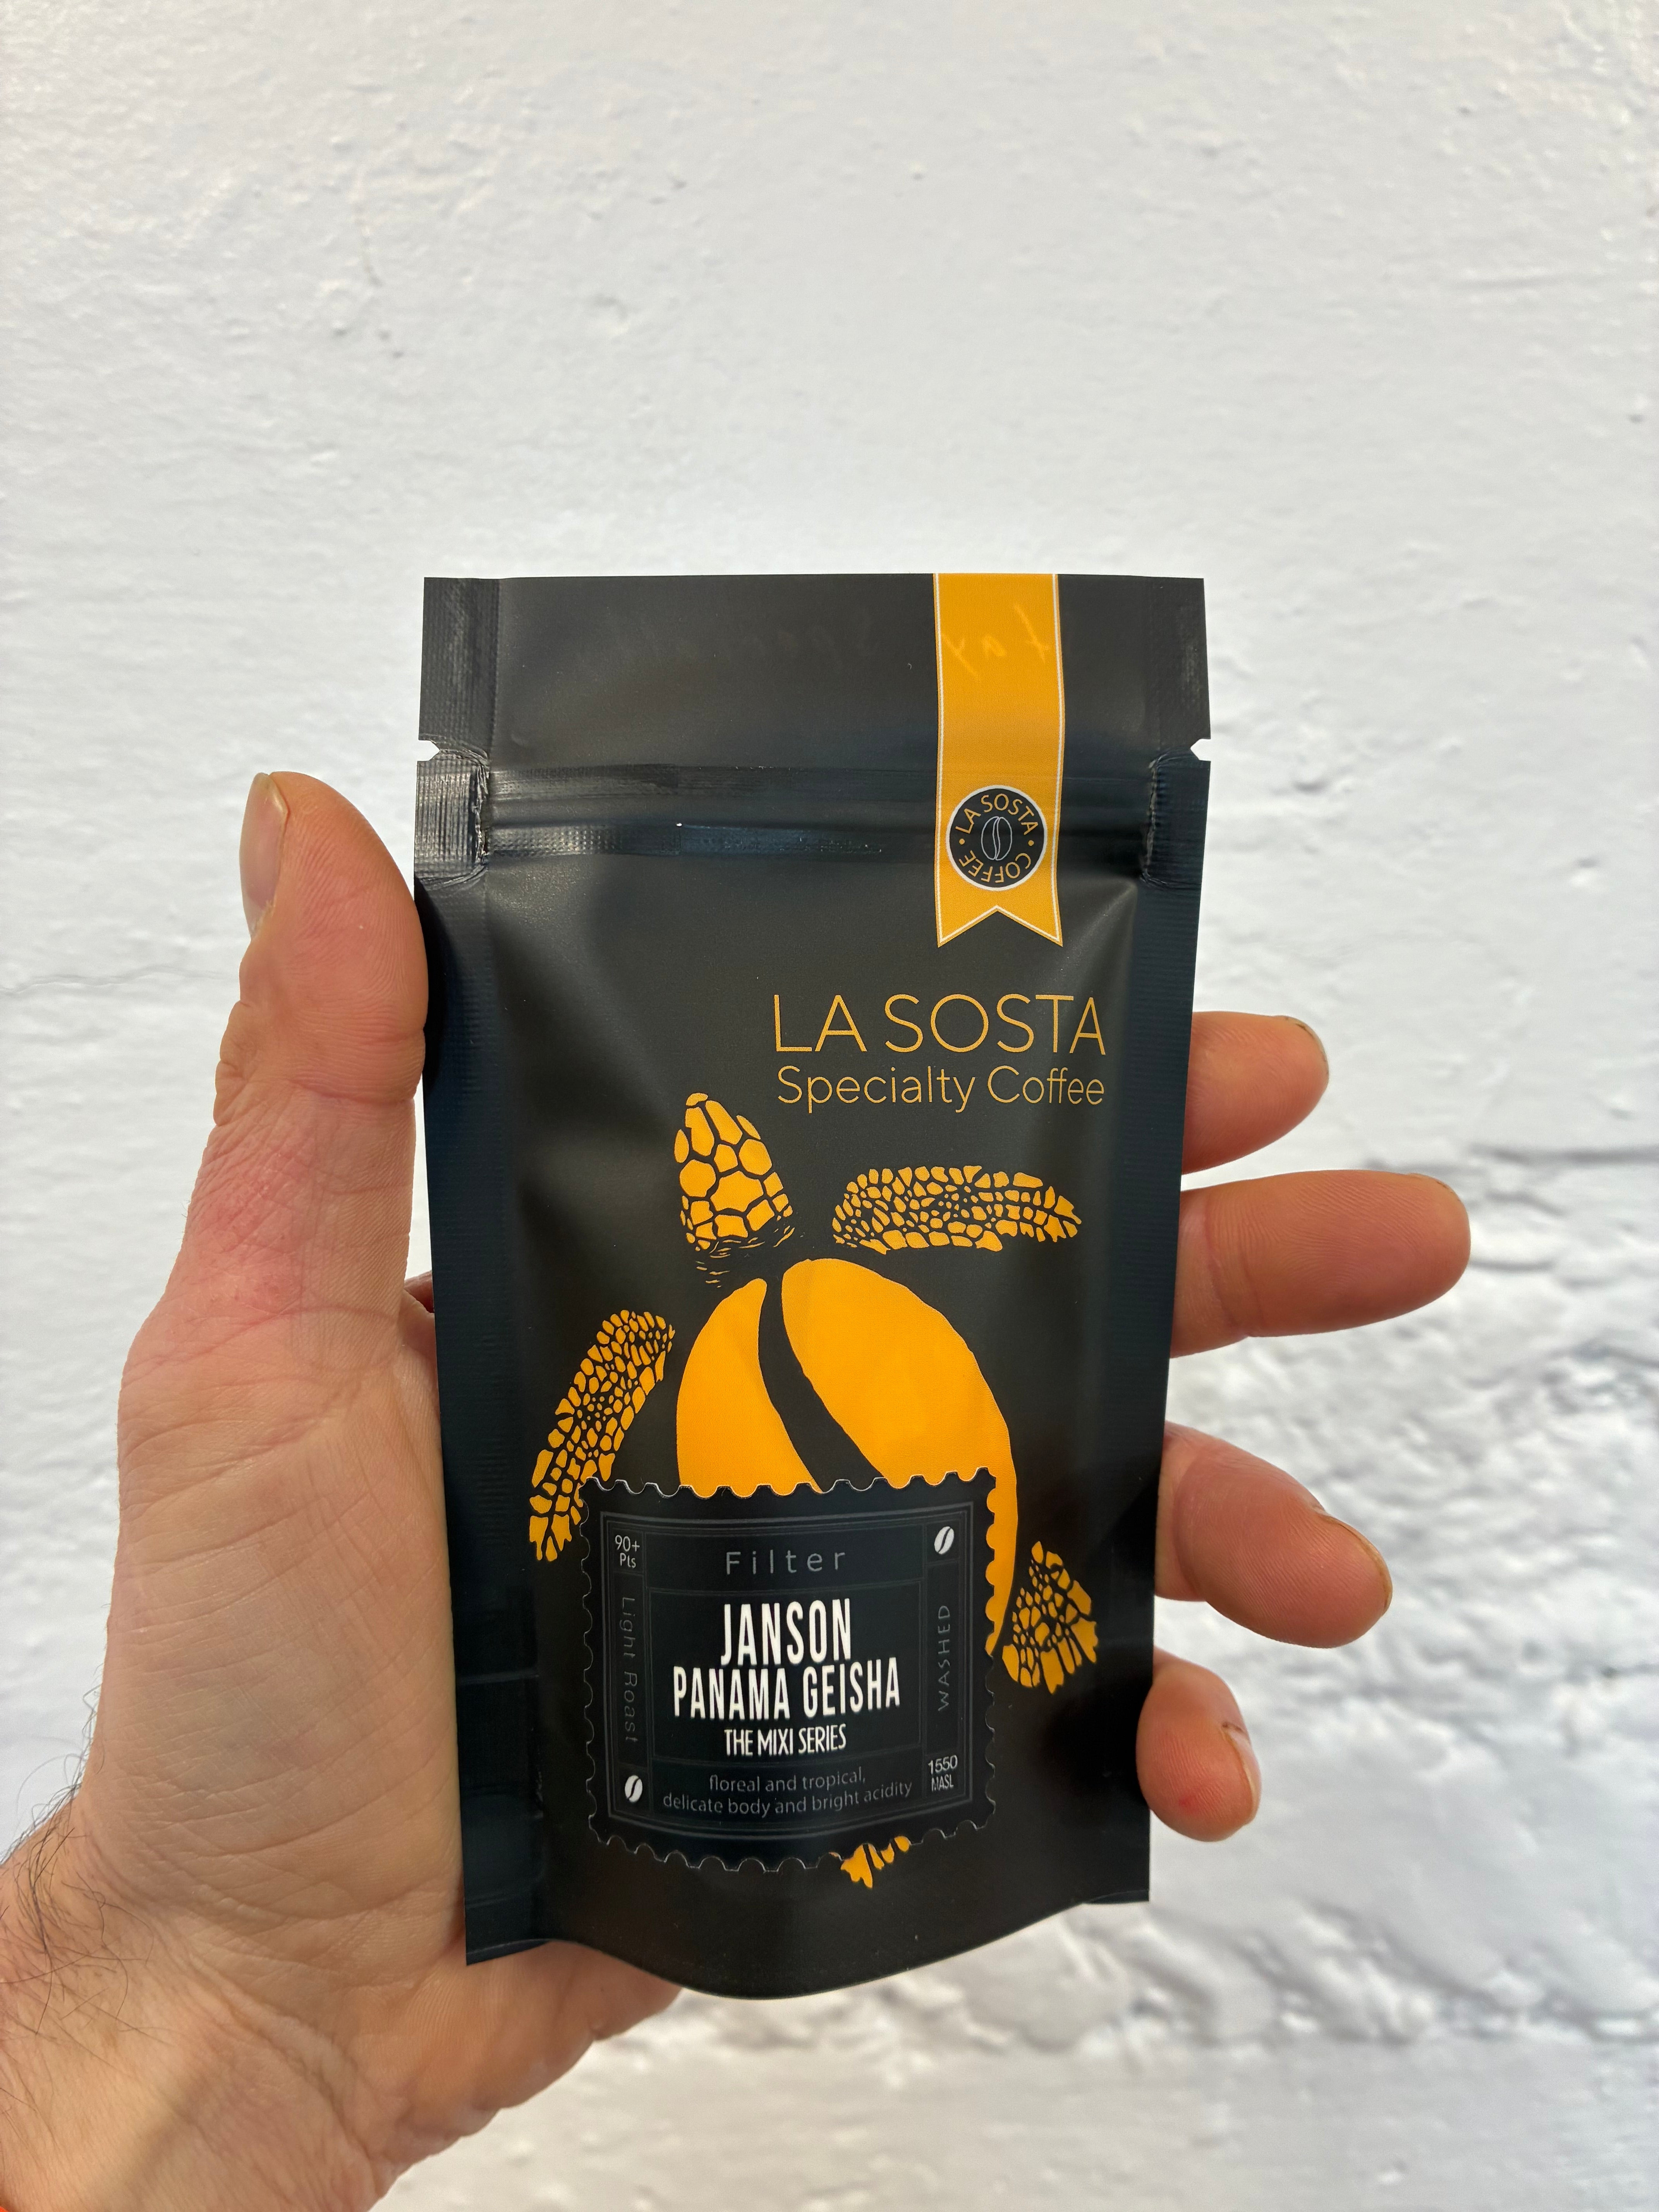 LA SOSTA
COFFEE
LA SOSTA
Specialty Coffee
90+
Pts
Filter
Light Roast
JANSON
PANAMA GEISHA
THE MIXI SERIES
WASHED
floreal and tropical,
delicate body and bright acidity
1550
MASL